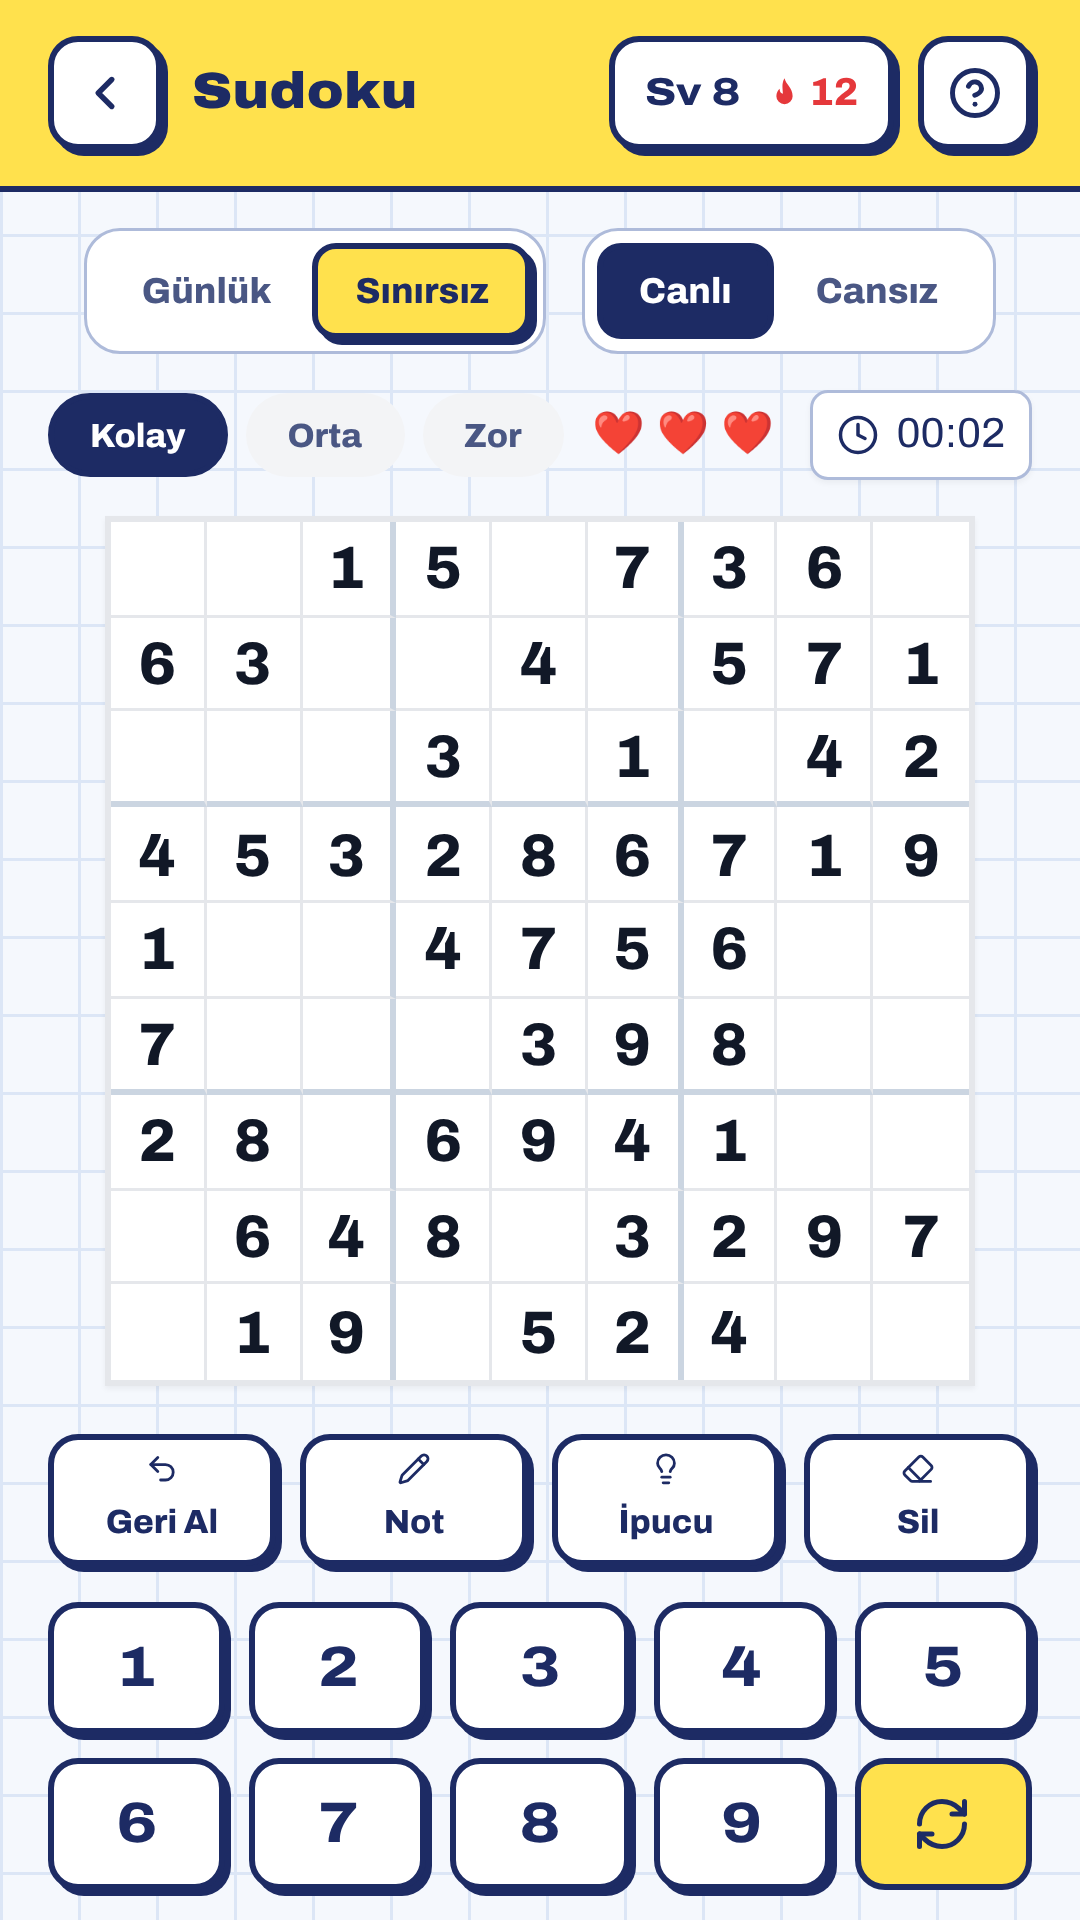 Sudoku
Sv 8 12
Günlük Sınırsız Canlı Cansız
Kolay Orta Zor 00:02
1 5 7 3 6
6 3 4 5 7 1
3 1 4 2
4 5 3 2 8 6 7 1 9
1 4 7 5 6
7 3 9 8
2 8 6 9 4 1
6 4 8 3 2 9 7
1 9 5 2 4
Geri Al Not İpucu Sil
1 2 3 4 5
6 7 8 9